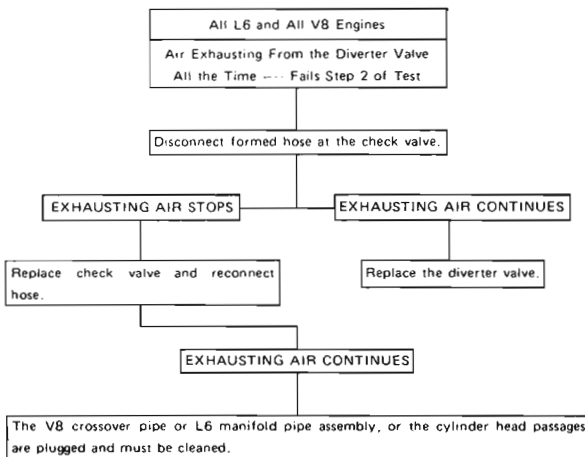 All L6 and All V8 Engines
Air Exhausting From the Diverter Valve
All the Time ---- Fails Step 2 of Test
Disconnect formed hose at the check valve.
EXHAUSTING AIR STOPS
EXHAUSTING AIR CONTINUES
Replace check valve and reconnect
hose.
Replace the diverter valve.
EXHAUSTING AIR CONTINUES
The V8 crossover pipe or L6 manifold pipe assembly, or the cylinder head passages
are plugged and must be cleaned.